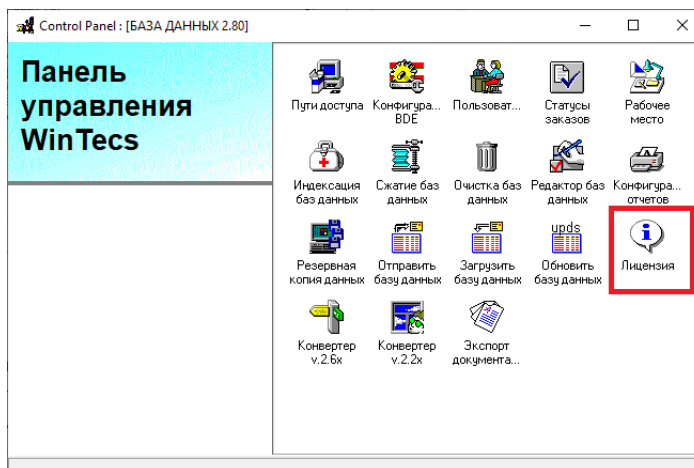 Control Panel : [БАЗА ДАННЫХ 2.80]
Панель
управления
WinTecs
Пути доступа
Конфигура...
BDE
Пользоват...
Статусы
заказов
Рабочее
место
Индексация
баз данных
Сжатие баз
данных
Очистка баз
данных
Редактор баз
данных
Конфигура...
отчетов
Резервная
копия данных
Отправить
базу данных
Загрузить
базу данных
upds
Обновить
базу данных
Лицензия
Конвертер
v.2.6x
Конвертер
v.2.2x
Экспорт
документа...